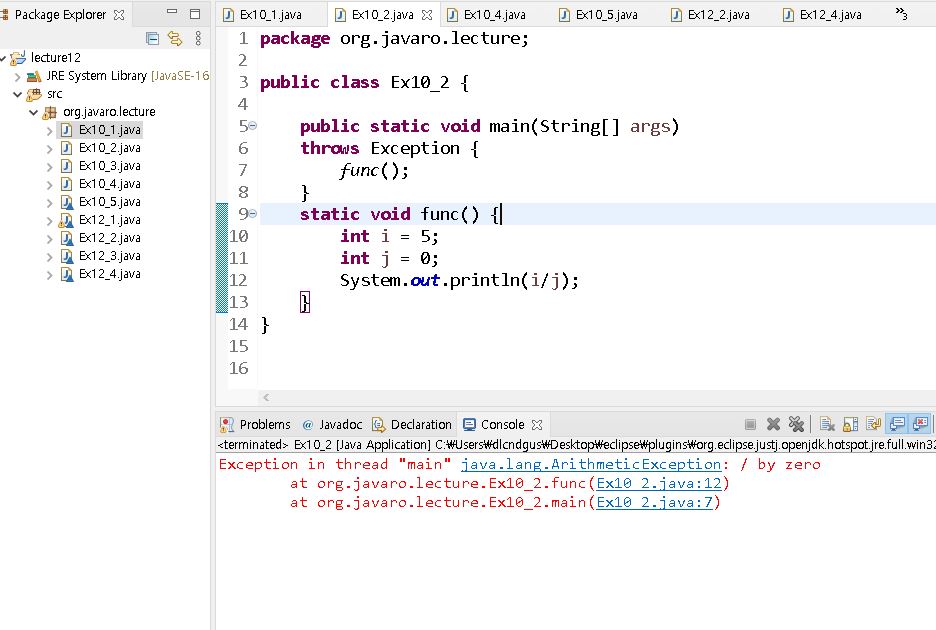 Package Explorer
lecture12
JRE System Library [JavaSE-16
src
org.javaro.lecture
Ex10_1.java
Ex10_2.java
Ex10_3.java
Ex10_4.java
Ex10_5.java
Ex12_1.java
Ex12_2.java
Ex12_3.java
Ex12_4.java
Ex10_1.java Ex10_2.java Ex10_4.java Ex10_5.java Ex12_2.java Ex12_4.java »3
1 package org.javaro.lecture;
2
3 public class Ex10_2 {
4
5 public static void main(String[] args)
6 throws Exception {
7 func();
8 }
9 static void func() {
10 int i = 5;
11 int j = 0;
12 System.out.println(i/j);
13 }
14 }
15
16
Problems @ Javadoc Declaration Console
<terminated> Ex10_2 [Java Application] C:₩Users₩dlcndgus₩Desktop₩eclipse₩plugins₩org.eclipse.justj.openjdk.hotspot.jre.full.win32
Exception in thread "main" java.lang.ArithmeticException: / by zero
at org.javaro.lecture.Ex10_2.func(Ex10_2.java:12)
at org.javaro.lecture.Ex10_2.main(Ex10_2.java:7)